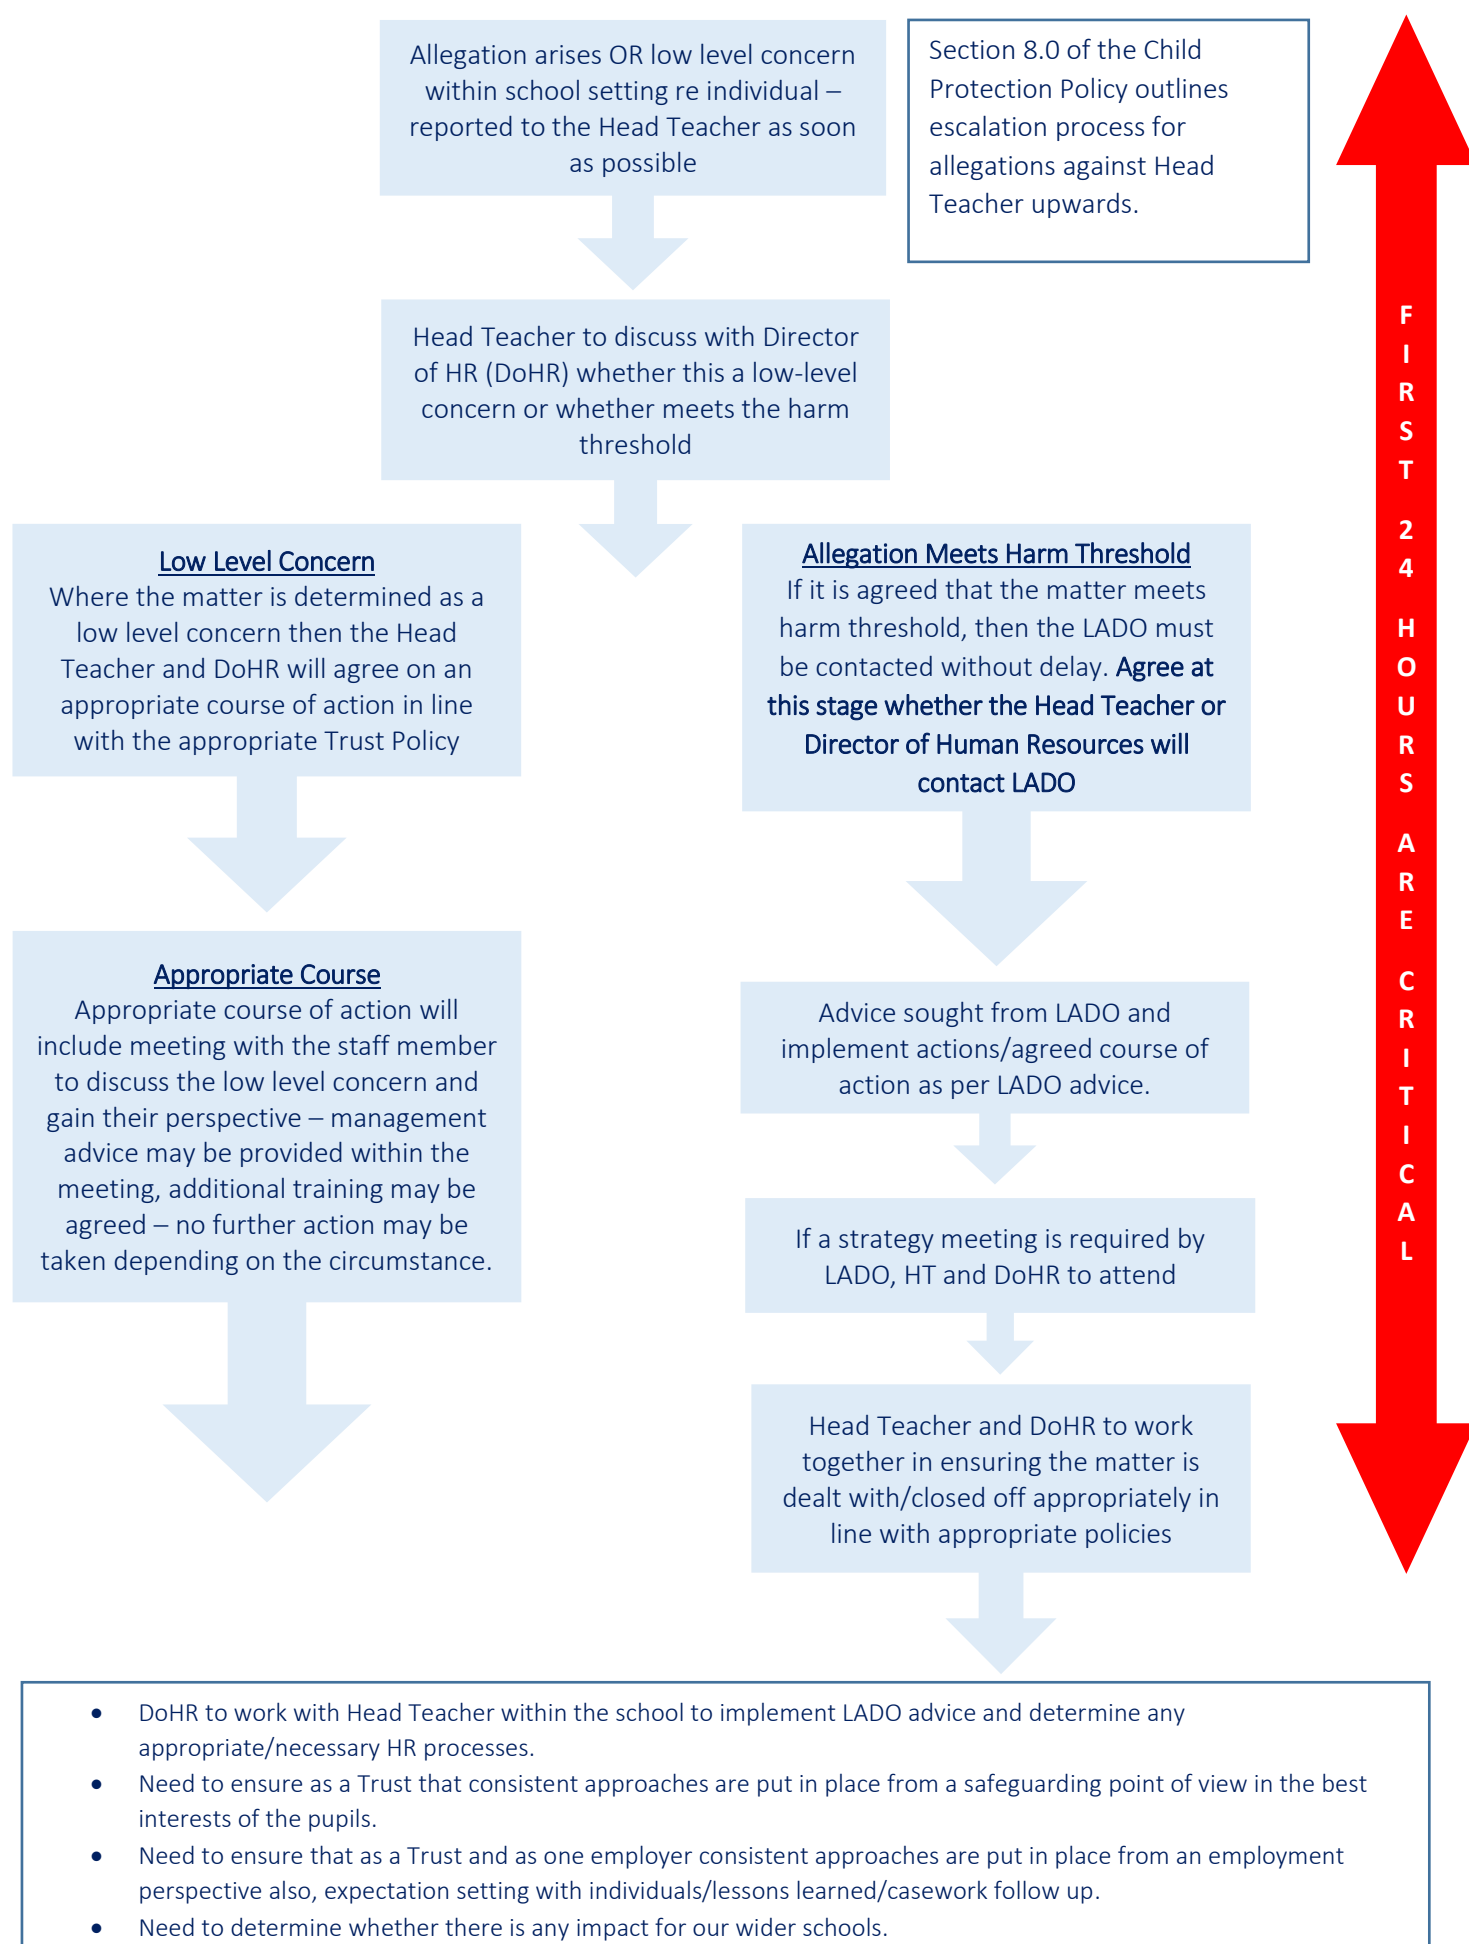 Allegation arises OR low level concern
within school setting re individual –
reported to the Head Teacher as soon
as possible
Section 8.0 of the Child
Protection Policy outlines
escalation process for
allegations against Head
Teacher upwards.
Head Teacher to discuss with Director
of HR (DoHR) whether this a low-level
concern or whether meets the harm
threshold
Low Level Concern
Where the matter is determined as a
low level concern then the Head
Teacher and DoHR will agree on an
appropriate course of action in line
with the appropriate Trust Policy
Allegation Meets Harm Threshold
If it is agreed that the matter meets
harm threshold, then the LADO must
be contacted without delay. Agree at
this stage whether the Head Teacher or
Director of Human Resources will
contact LADO
Appropriate Course
Appropriate course of action will
include meeting with the staff member
to discuss the low level concern and
gain their perspective – management
advice may be provided within the
meeting, additional training may be
agreed – no further action may be
taken depending on the circumstance.
Advice sought from LADO and
implement actions/agreed course of
action as per LADO advice.
If a strategy meeting is required by
LADO, HT and DoHR to attend
Head Teacher and DoHR to work
together in ensuring the matter is
dealt with/closed off appropriately in
line with appropriate policies
FIRST 24 HOURS ARE CRITICAL
• DoHR to work with Head Teacher within the school to implement LADO advice and determine any
appropriate/necessary HR processes.
• Need to ensure as a Trust that consistent approaches are put in place from a safeguarding point of view in the best
interests of the pupils.
• Need to ensure that as a Trust and as one employer consistent approaches are put in place from an employment
perspective also, expectation setting with individuals/lessons learned/casework follow up.
• Need to determine whether there is any impact for our wider schools.